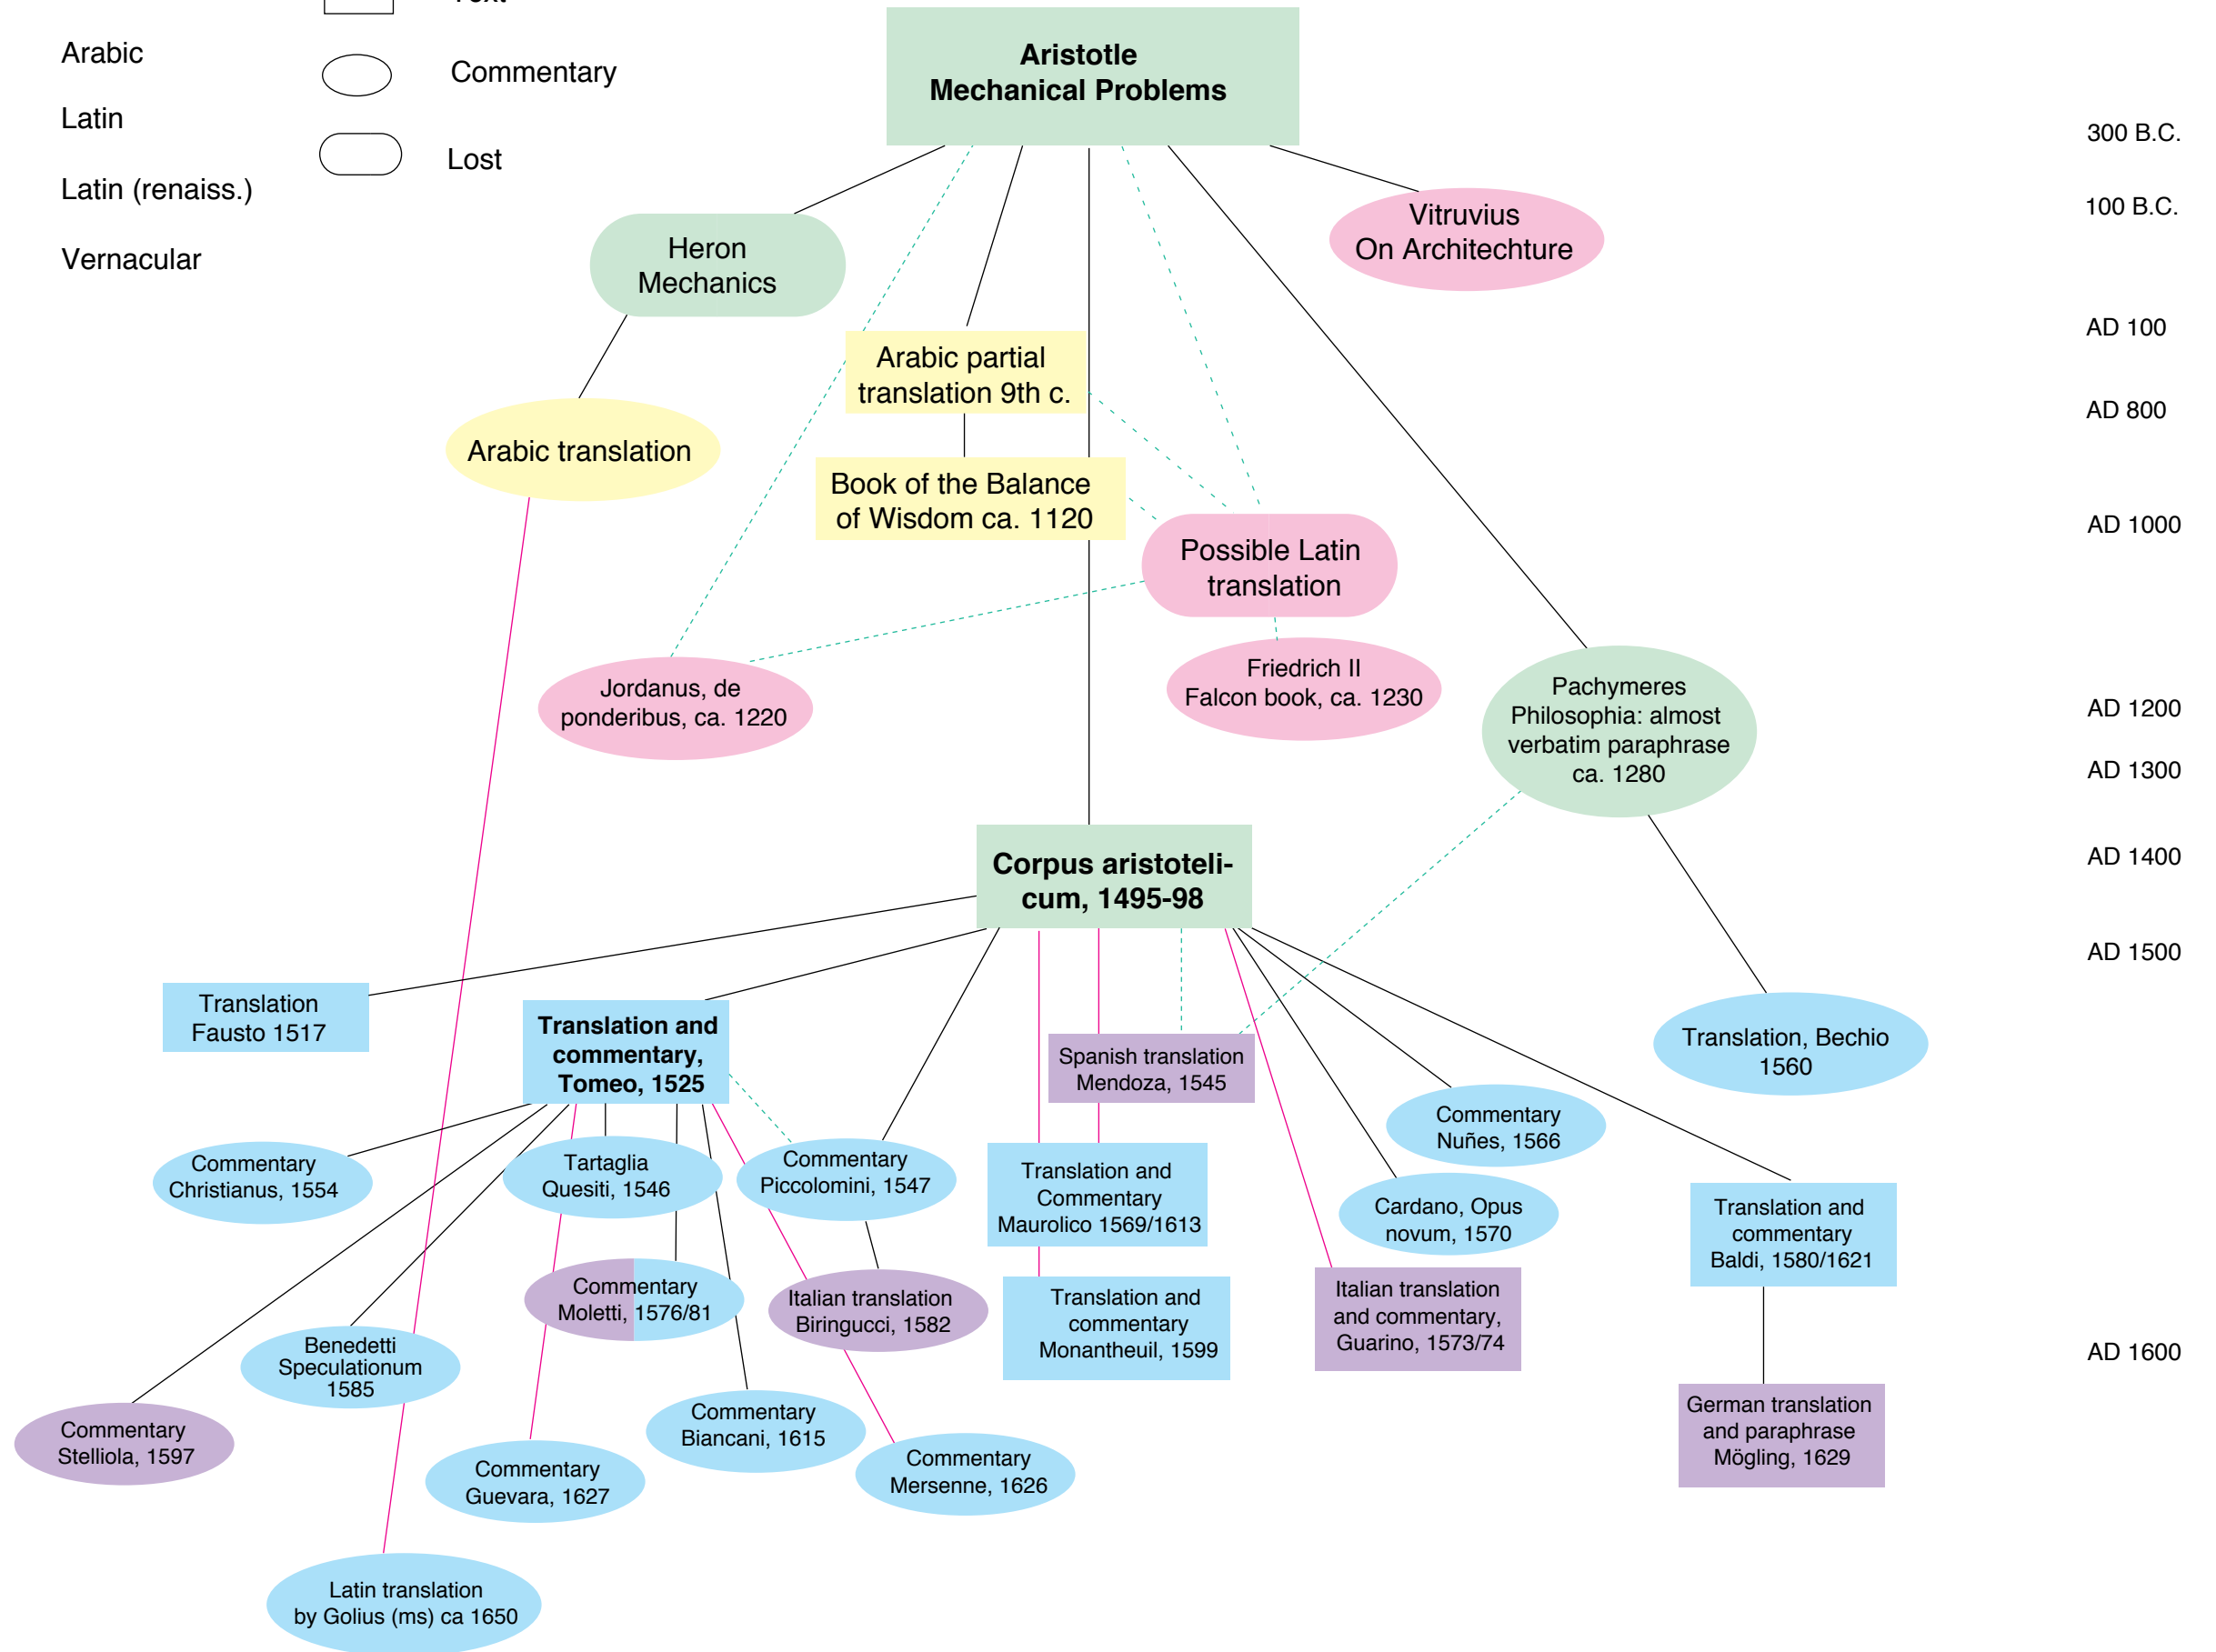 Text
Arabic
Commentary
Latin
Lost
Latin (renaiss.)
Vernacular
Aristotle
Mechanical Problems
300 B.C.
100 B.C.
AD 100
AD 800
AD 1000
AD 1200
AD 1300
AD 1400
AD 1500
AD 1600
Heron
Mechanics
Vitruvius
On Architechture
Arabic partial
translation 9th c.
Arabic translation
Book of the Balance
of Wisdom ca. 1120
Possible Latin
translation
Jordanus, de
ponderibus, ca. 1220
Friedrich II
Falcon book, ca. 1230
Pachymeres
Philosophia: almost
verbatim paraphrase
ca. 1280
Corpus aristoteli-
cum, 1495-98
Translation
Fausto 1517
Translation and
commentary,
Tomeo, 1525
Spanish translation
Mendoza, 1545
Translation, Bechio
1560
Commentary
Christianus, 1554
Tartaglia
Quesiti, 1546
Commentary
Piccolomini, 1547
Translation and
Commentary
Maurolico 1569/1613
Commentary
Nuñes, 1566
Cardano, Opus
novum, 1570
Translation and
commentary
Baldi, 1580/1621
Commentary
Moletti, 1576/81
Italian translation
Biringucci, 1582
Translation and
commentary
Monantheuil, 1599
Italian translation
and commentary,
Guarino, 1573/74
Benedetti
Speculationum
1585
Commentary
Stelliola, 1597
Commentary
Biancani, 1615
Commentary
Guevara, 1627
Commentary
Mersenne, 1626
German translation
and paraphrase
Mögling, 1629
Latin translation
by Golius (ms) ca 1650